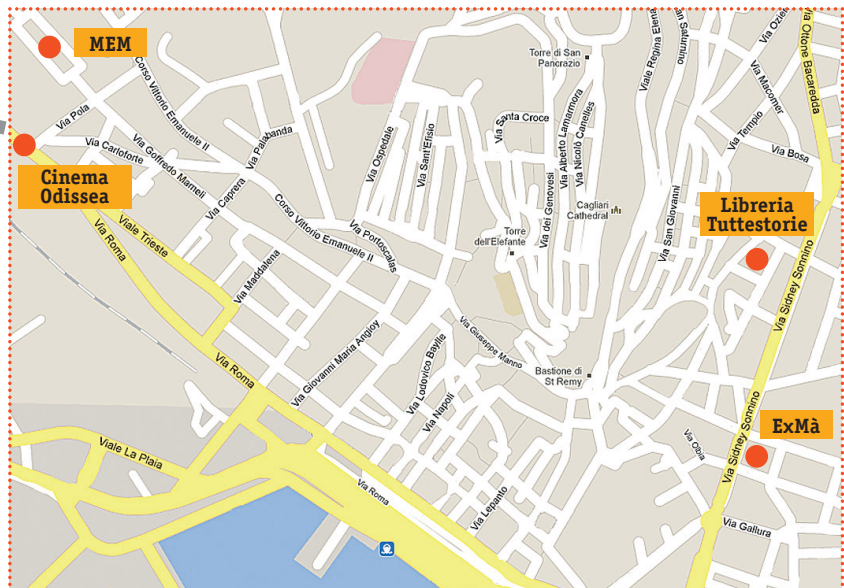 MEM
Via Pola
Via Carloforte
Cinema
Odissea
Corso Vittorio Emanuele II
Via Goffredo Mameli
Via Palabanda
Via Caprera
Viale Trieste
Via Roma
Corso Vittorio Emanuele II
Via Portoscalas
Via Maddalena
Via Ospedale
Via Sant'Efisio
Via Santa Croce
Torre di San
Pancrazio
Via Alberto Lamarmora
Via Nicolò Canelles
Via dei Genovesi
Cagliari
Cathedral
Torre
dell'Elefante
Viale Regina Elena
Via Ozieri
Via Ottone Bacaredda
Via Macomer
Via Tempio
Via Bosa
Via San Giovanni
Libreria
Tuttestorie
Via Sidney Sonnino
Via Giovanni Maria Angioy
Via Roma
Via Lodovico Baylle
Via Napoli
Via Giuseppe Manno
Bastione di
St Remy
ExMà
Via Sidney Sonnino
Via Olbia
Viale La Plaia
Via Roma
Via Lepanto
Via Gallura